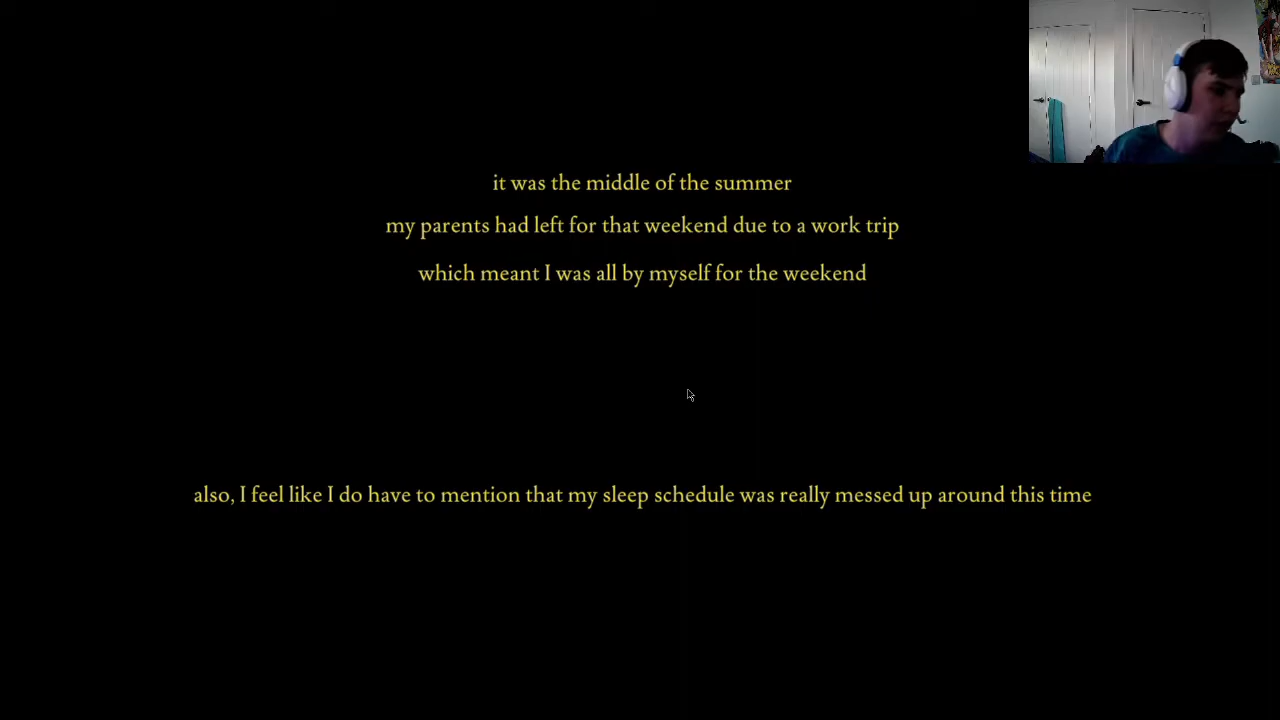 it was the middle of the summer
my parents had left for that weekend due to a work trip
which meant I was all by myself for the weekend
also, I feel like I do have to mention that my sleep schedule was really messed up around this time